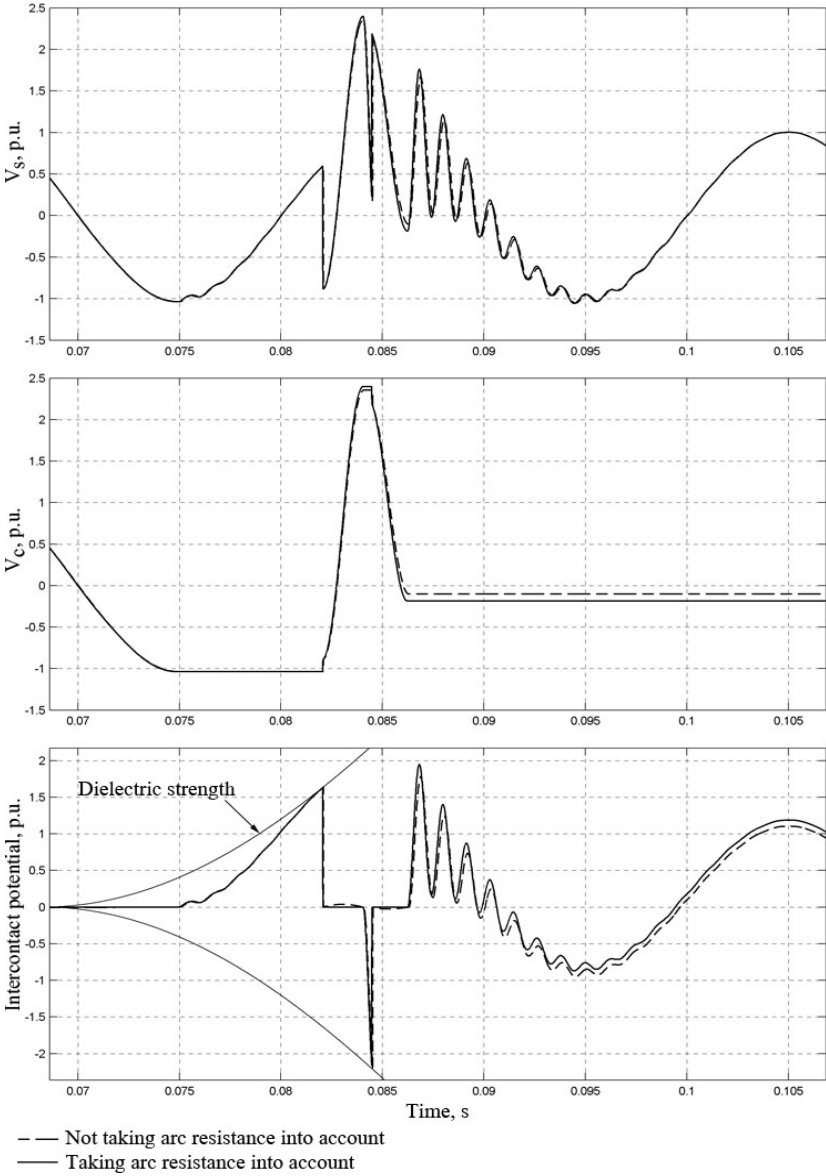 2.5
2
1.5
1
0.5
0
-0.5
-1
-1.5
Vs, p.u.
0.07 0.075 0.08 0.085 0.09 0.095 0.1 0.105
2.5
2
1.5
1
0.5
0
-0.5
-1
-1.5
Vc, p.u.
0.07 0.075 0.08 0.085 0.09 0.095 0.1 0.105
2
1.5
1
0.5
0
-0.5
-1
-1.5
-2
Intercontact potential, p.u.
Dielectric strength
0.07 0.075 0.08 0.085 0.09 0.095 0.1 0.105
Time, s
Not taking arc resistance into account
Taking arc resistance into account